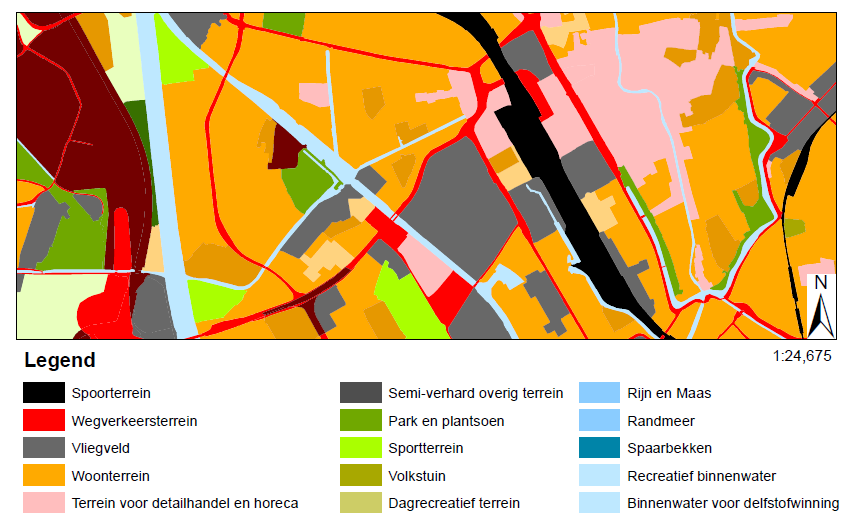 N
Legend
1:24,675
Spoorterrein
Semi-verhard overig terrein
Rijn en Maas
Wegverkeersterrein
Park en plantsoen
Randmeer
Vliegveld
Sportterrein
Spaarbekken
Woonterrein
Volkstuin
Recreatief binnenwater
Terrein voor detailhandel en horeca
Dagrecreatief terrein
Binnenwater voor delfstofwinning